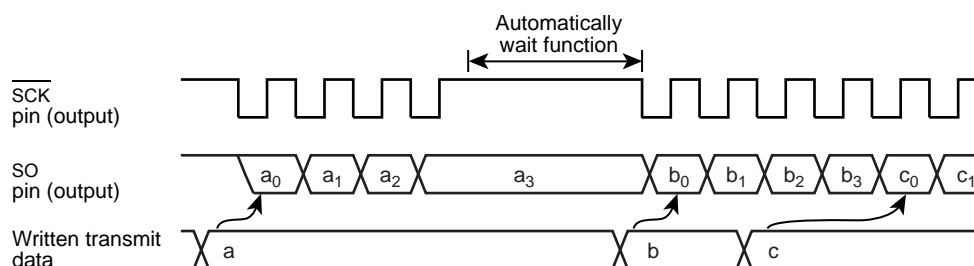 Automatically
wait function
SCK
pin (output)
SO
pin (output)
a0 a1 a2 a3 b0 b1 b2 b3 c0 c1
Written transmit
data
a b c